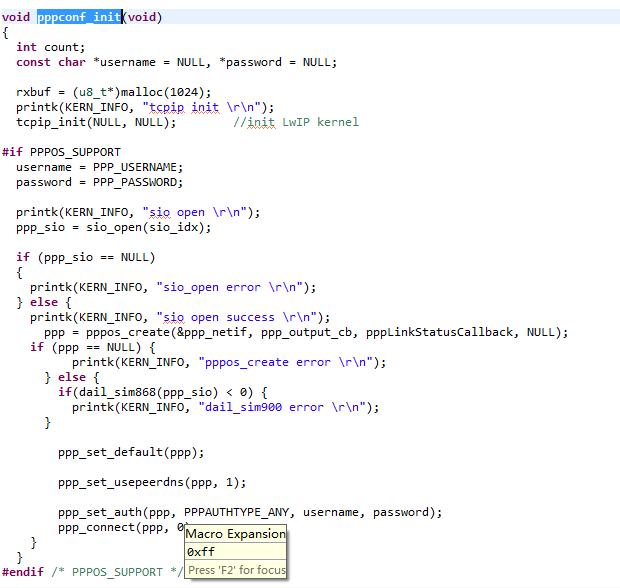 void pppconf_init(void)
{
  int count;
  const char *username = NULL, *password = NULL;

  rxbuf = (u8_t*)malloc(1024);
  printk(KERN_INFO, "tcpip init \r\n");
  tcpip_init(NULL, NULL);        //init LwIP kernel

#if PPPOS_SUPPORT
  username = PPP_USERNAME;
  password = PPP_PASSWORD;

  printk(KERN_INFO, "sio open \r\n");
  ppp_sio = sio_open(sio_idx);

  if (ppp_sio == NULL)
  {
    printk(KERN_INFO, "sio_open error \r\n");
  } else {
    printk(KERN_INFO, "sio open success \r\n");
      ppp = pppos_create(&ppp_netif, ppp_output_cb, pppLinkStatusCallback, NULL);
    if (ppp == NULL) {
          printk(KERN_INFO, "pppos_create error \r\n");
      } else {
        if(dail_sim868(ppp_sio) < 0) {
          printk(KERN_INFO, "dail_sim900 error \r\n");
      }

        ppp_set_default(ppp);

        ppp_set_usepeerdns(ppp, 1);

        ppp_set_auth(ppp, PPPAUTHTYPE_ANY, username, password);
        ppp_connect(ppp, 0)
Macro Expansion
    }
0xff
  }
#endif /* PPPOS_SUPPORT */
Press 'F2' for focus